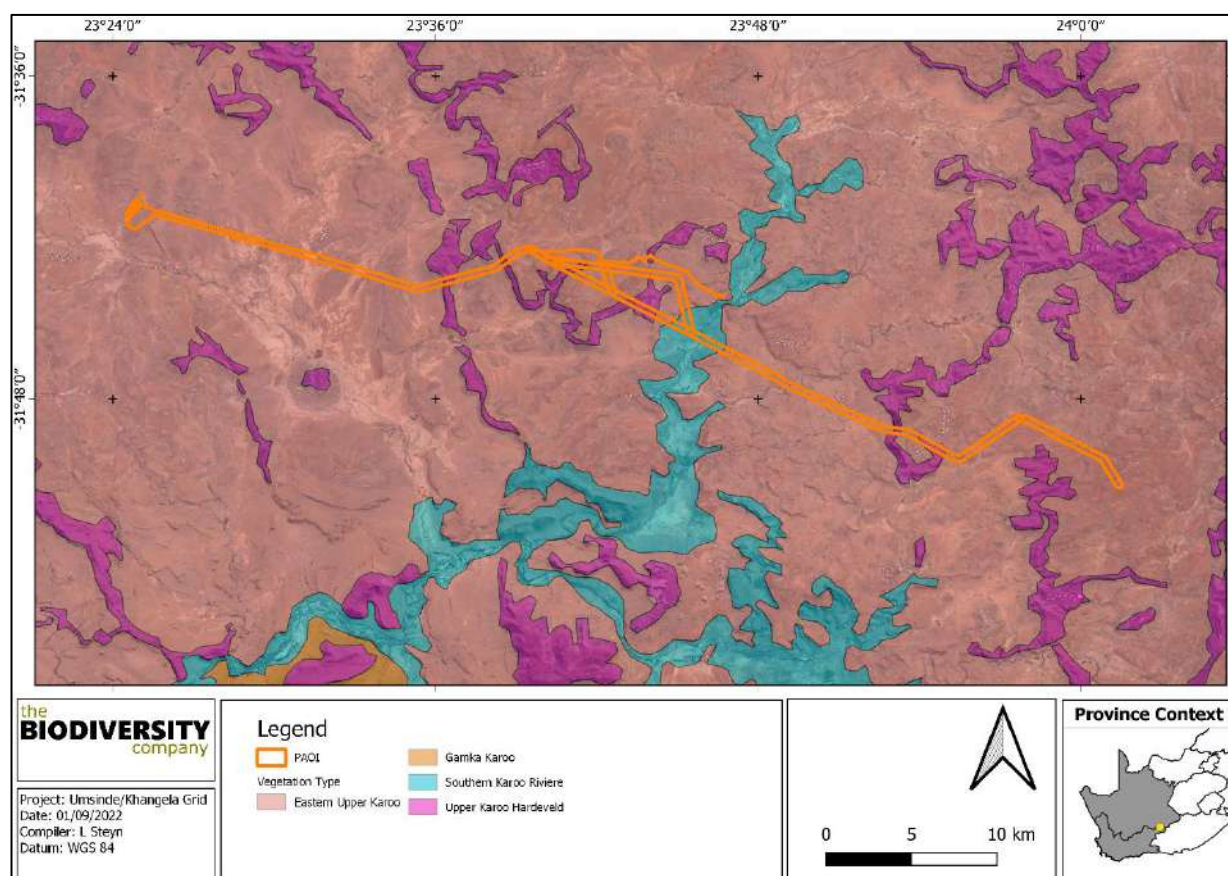 23°24'0" 23°36'0" 23°48'0" 24°0'0"
-31°36'0"
-31°48'0"
the
BIODIVERSITY
company
Project: Umsinde/Khangela Grid
Date: 01/09/2022
Compiler: L Steyn
Datum: WGS 84
Legend
PAOI
Vegetation Type
Eastern Upper Karoo
Gamka Karoo
Southern Karoo Riviere
Upper Karoo Hardeveld
0 5 10 km
Province Context